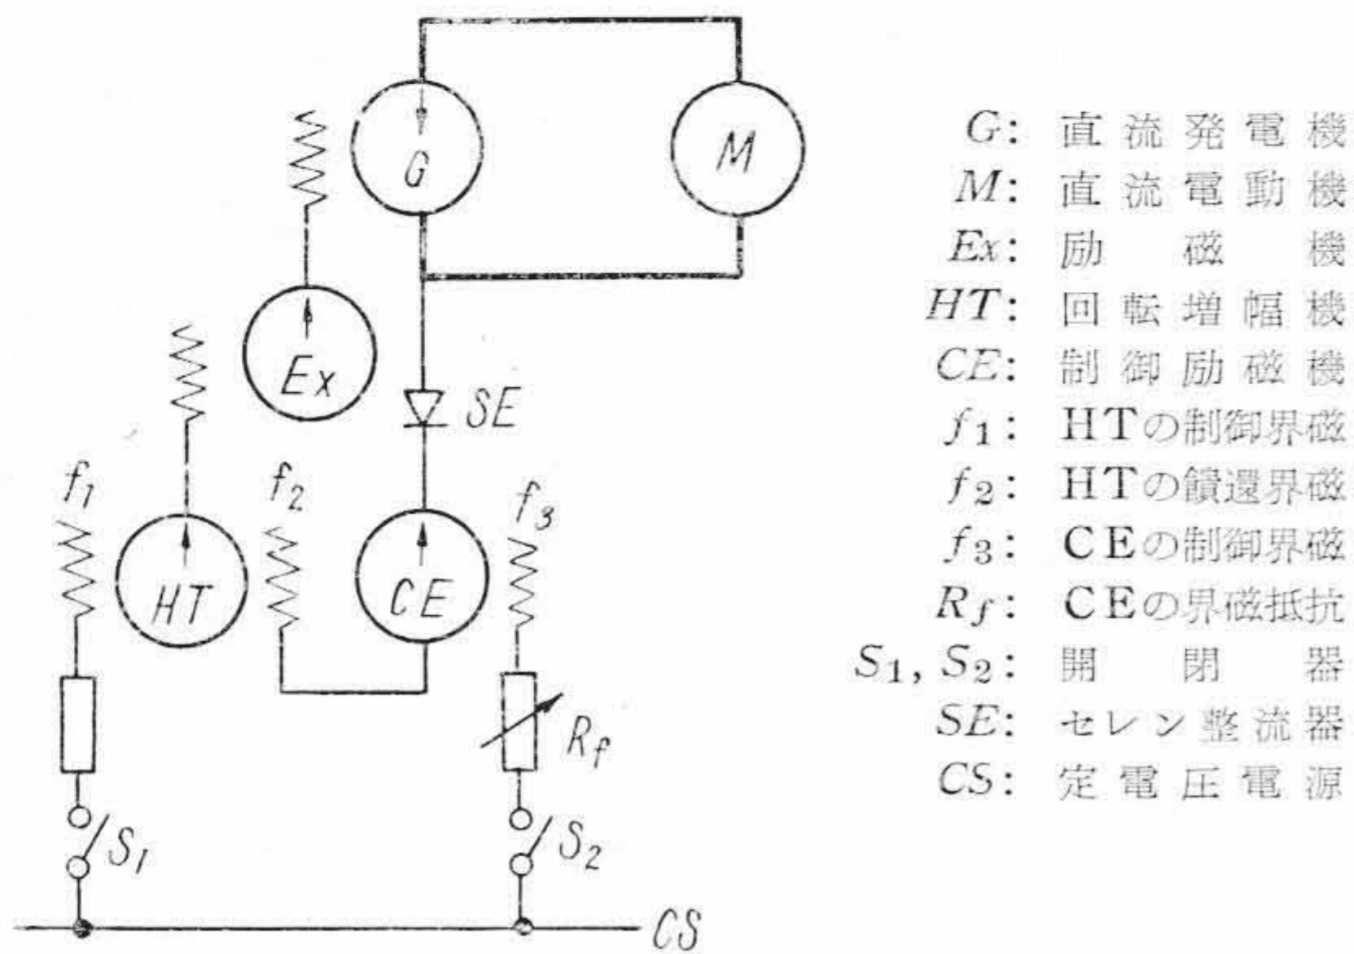 G
M
Ex
SE
f1
f2
f3
HT
CE
Rf
S1
S2
CS
G: 直流発電機
M: 直流電動機
Ex: 励磁機
HT: 回転増幅機
CE: 制御励磁機
f1: HTの制御界磁
f2: HTの饋還界磁
f3: CEの制御界磁
Rf: CEの界磁抵抗
S1, S2: 開閉器
SE: セレン整流器
CS: 定電圧電源